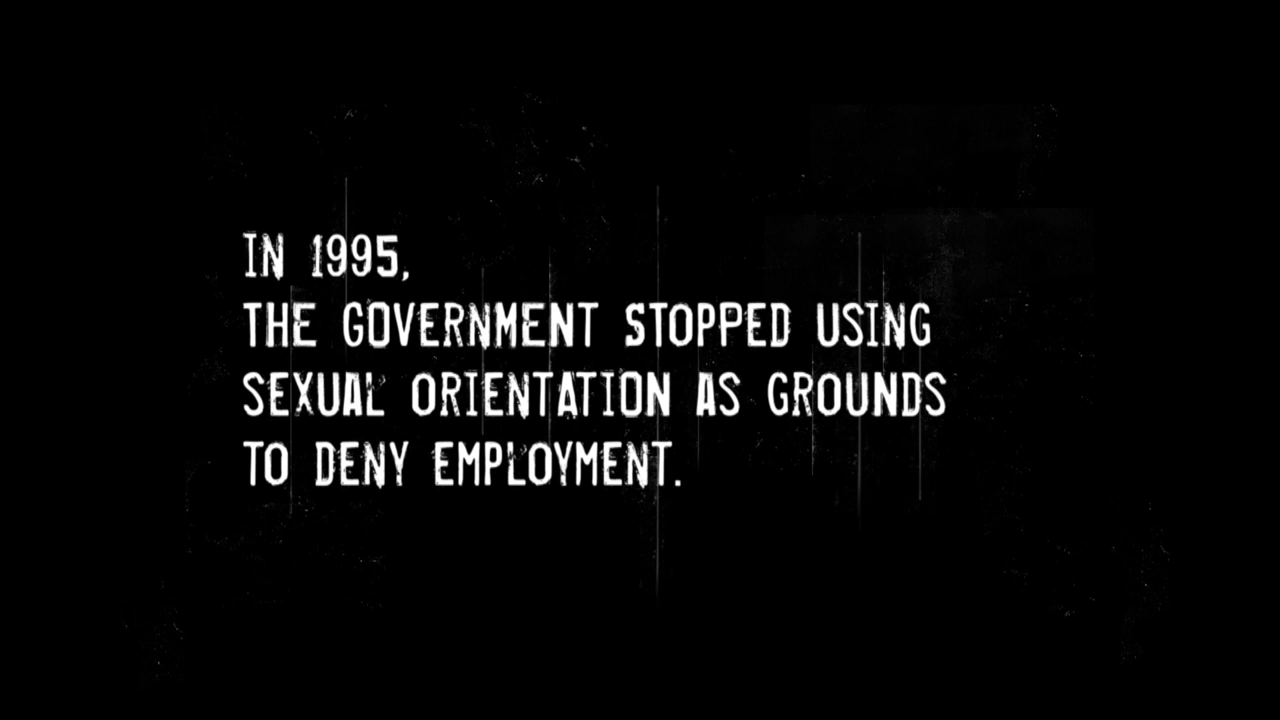 IN 1995,
THE GOVERNMENT STOPPED USING
SEXUAL ORIENTATION AS GROUNDS
TO DENY EMPLOYMENT.